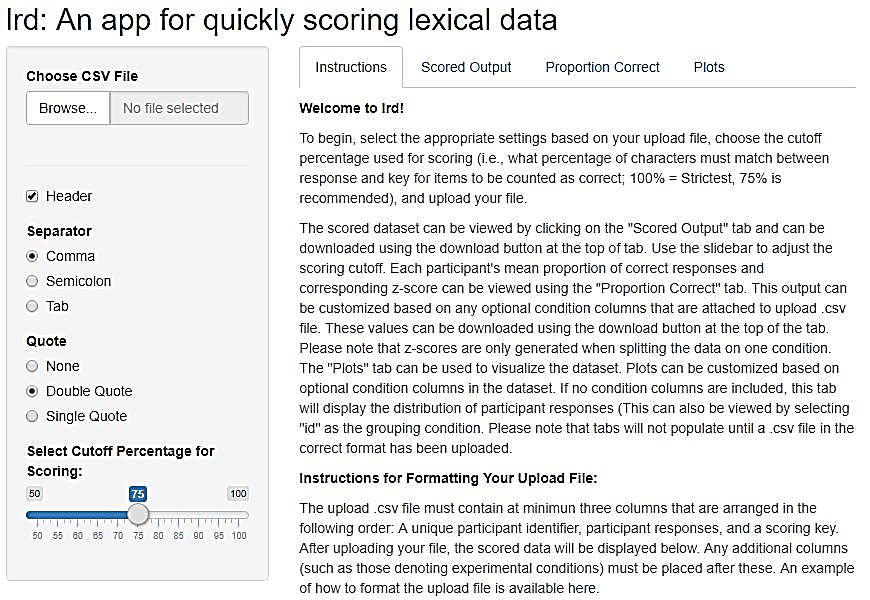 lrd: An app for quickly scoring lexical data
Choose CSV File
Browse... No file selected
Header
Separator
Comma
Semicolon
Tab
Quote
None
Double Quote
Single Quote
Select Cutoff Percentage for
Scoring:
50 75 100
50 55 60 65 70 75 80 85 90 95 100
Instructions Scored Output Proportion Correct Plots
Welcome to lrd!
To begin, select the appropriate settings based on your upload file, choose the cutoff
percentage used for scoring (i.e., what percentage of characters must match between
response and key for items to be counted as correct; 100% = Strictest, 75% is
recommended), and upload your file.
The scored dataset can be viewed by clicking on the "Scored Output" tab and can be
downloaded using the download button at the top of tab. Use the slidebar to adjust the
scoring cutoff. Each participant's mean proportion of correct responses and
corresponding z-score can be viewed using the "Proportion Correct" tab. This output can
be customized based on any optional condition columns that are attached to upload .csv
file. These values can be downloaded using the download button at the top of the tab.
Please note that z-scores are only generated when splitting the data on one condition.
The "Plots" tab can be used to visualize the dataset. Plots can be customized based on
optional condition columns in the dataset. If no condition columns are included, this tab
will display the distribution of participant responses (This can also be viewed by selecting
"id" as the grouping condition. Please note that tabs will not populate until a .csv file in the
correct format has been uploaded.
Instructions for Formatting Your Upload File:
The upload .csv file must contain at minimun three columns that are arranged in the
following order: A unique participant identifier, participant responses, and a scoring key.
After uploading your file, the scored data will be displayed below. Any additional columns
(such as those denoting experimental conditions) must be placed after these. An example
of how to format the upload file is available here.